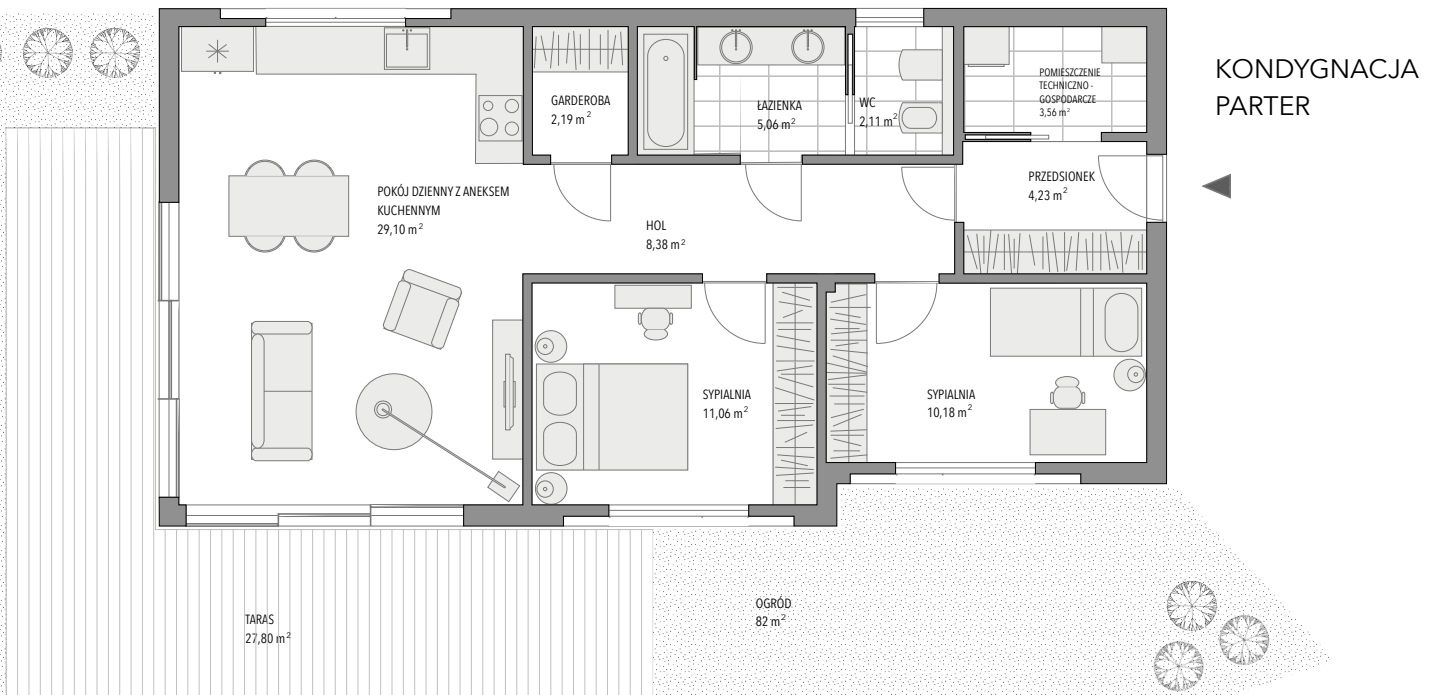 KONDYGNACJA
PARTER
GARDEROBA
2,19 m²
ŁAZIENKA
5,06 m²
WC
2,11 m²
POMIESZCZENIE
TECHNICZNO -
GOSPODARCZE
3,56 m²
POKÓJ DZIENNY Z ANEKSEM
KUCHENNYM
29,10 m²
HOL
8,38 m²
PRZEDSIONEK
4,23 m²
SYPIALNIA
11,06 m²
SYPIALNIA
10,18 m²
TARAS
27,80 m²
OGRÓD
82 m²